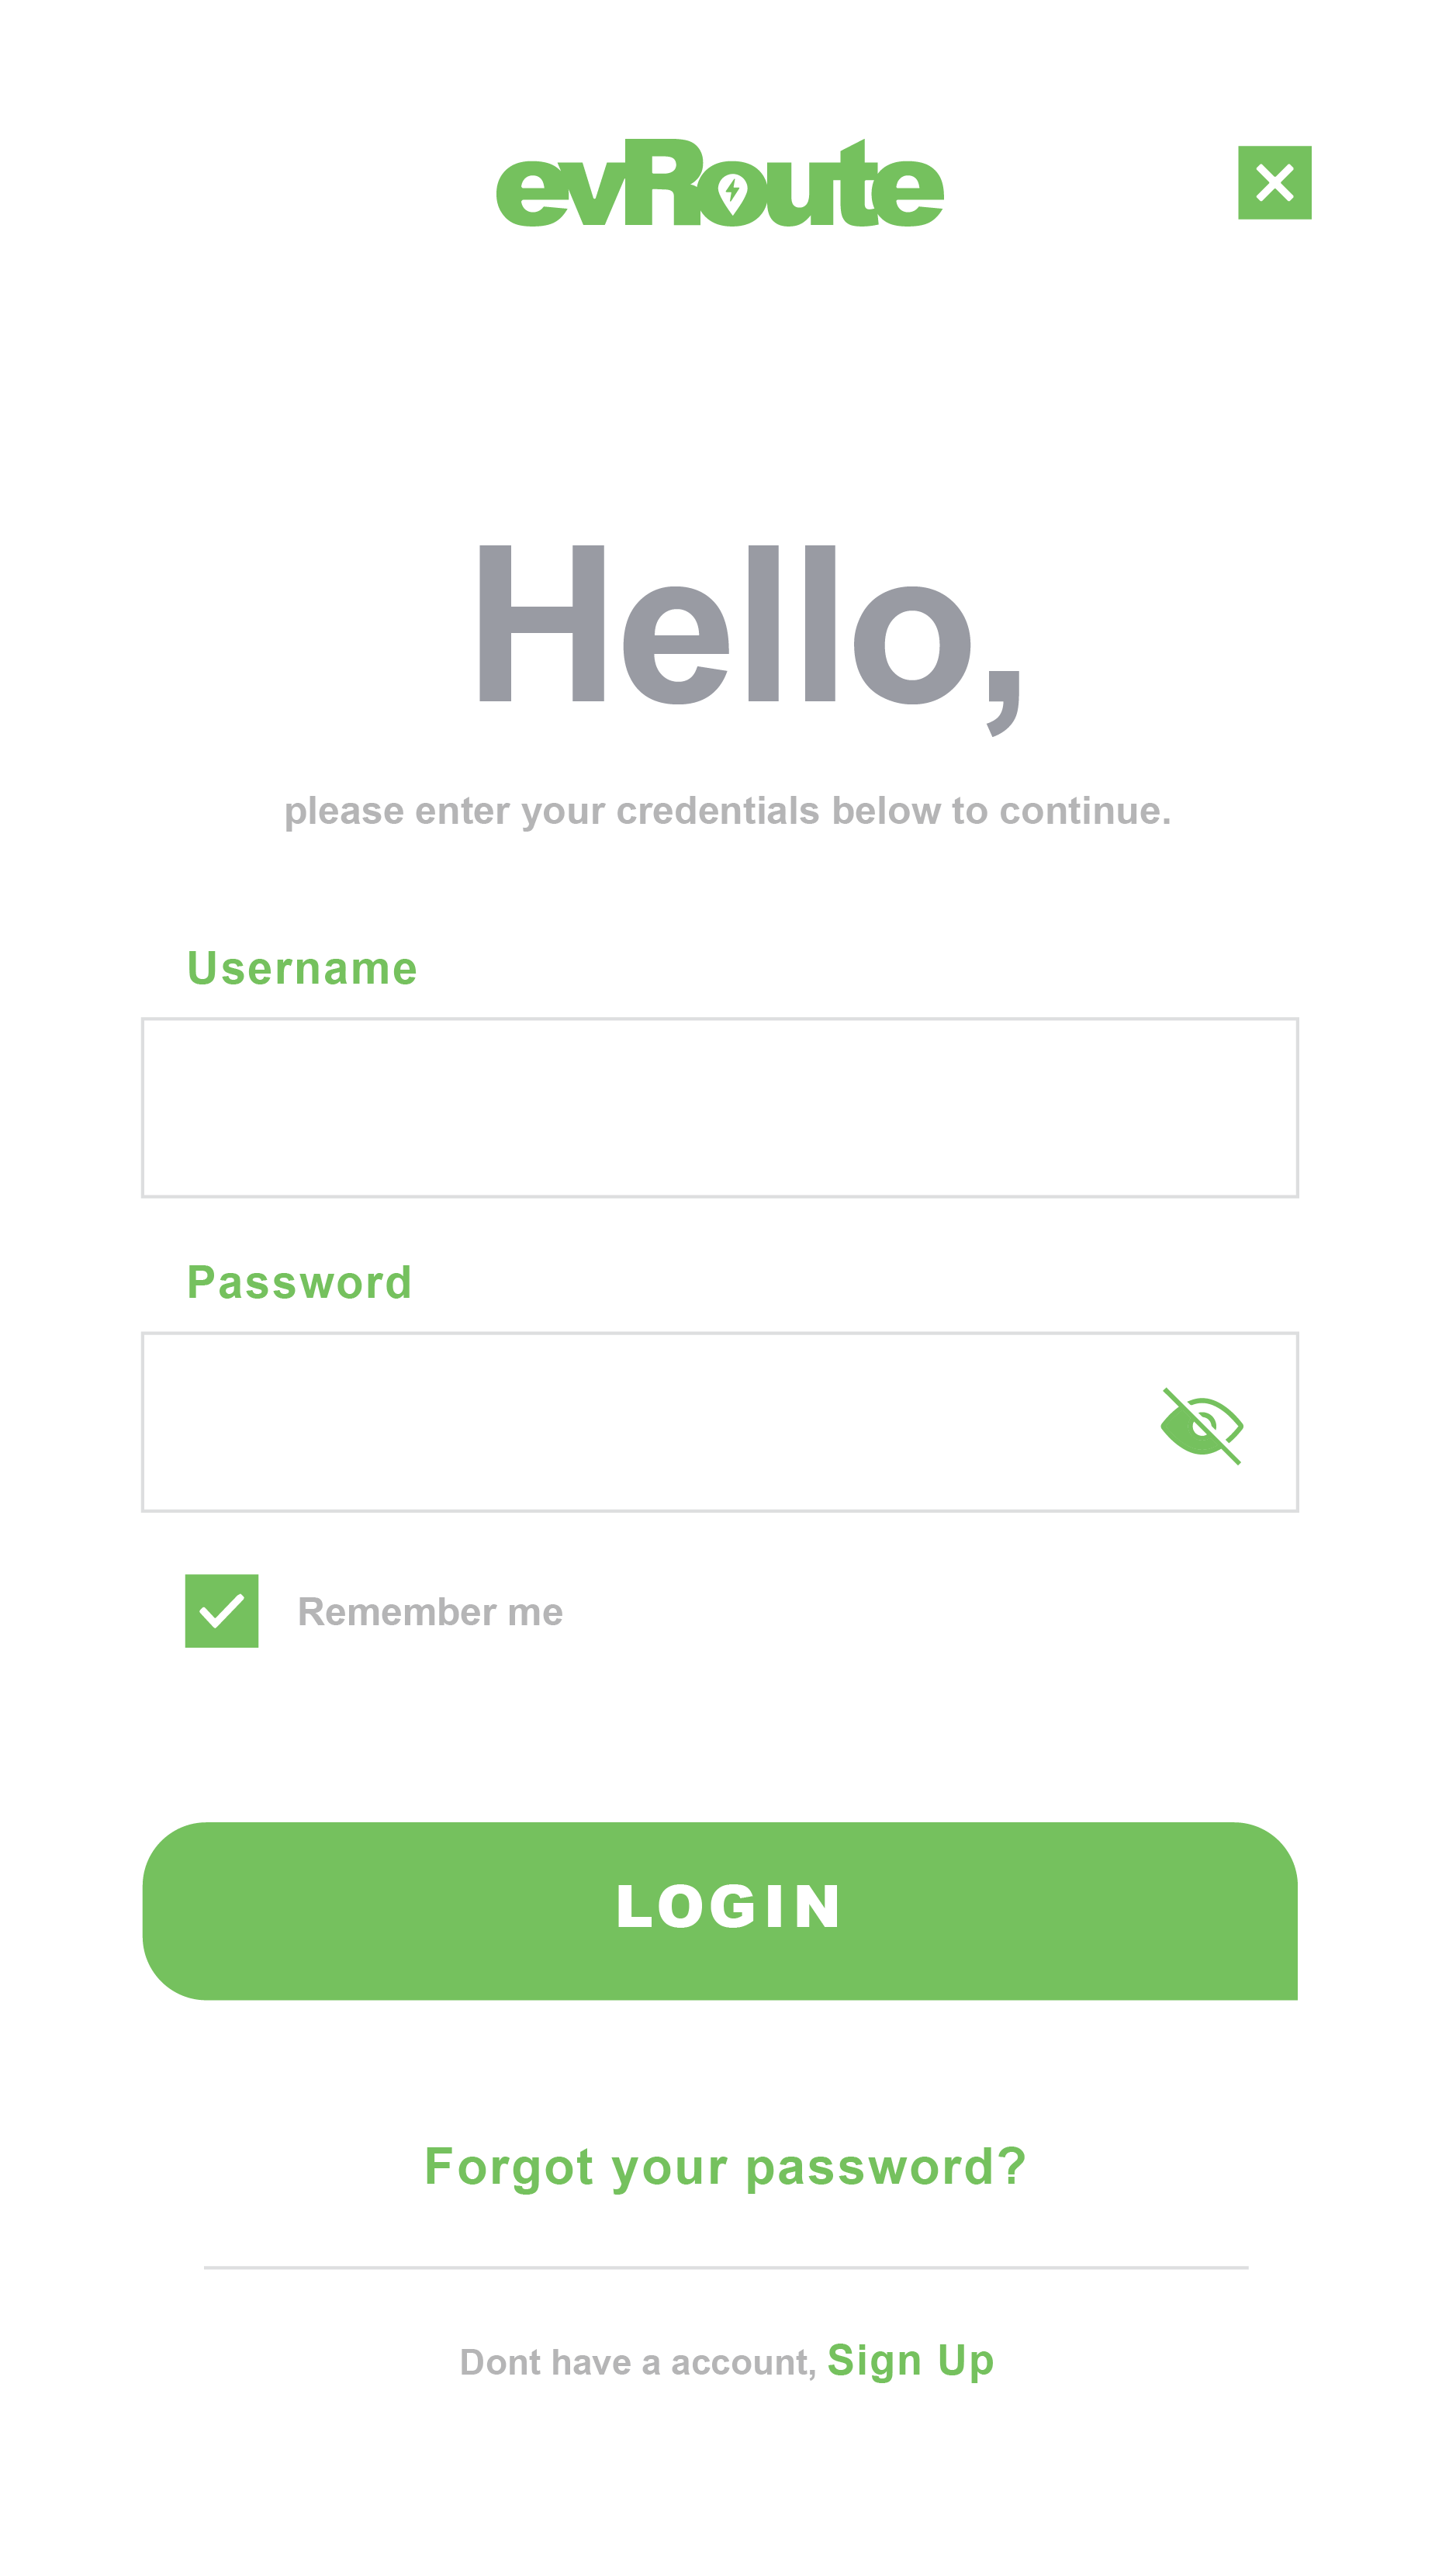 evRoute
Hello,
please enter your credentials below to continue.
Username
Password
Remember me
LOGIN
Forgot your password?
Dont have a account, Sign Up